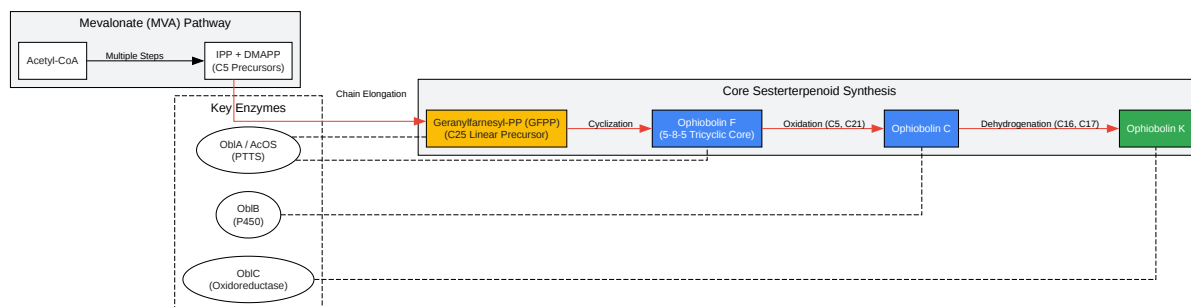 Mevalonate (MVA) Pathway
Acetyl-CoA
Multiple Steps
IPP + DMAPP
(C5 Precursors)
Chain Elongation
Core Sesterterpenoid Synthesis
Geranylfarnesyl-PP (GFPP)
(C25 Linear Precursor)
Cyclization
Ophiobolin F
(5-8-5 Tricyclic Core)
Oxidation (C5, C21)
Ophiobolin C
Dehydrogenation (C16, C17)
Ophiobolin K
Key Enzymes
OblA / AcOS
(PTTS)
OblB
(P450)
OblC
(Oxidoreductase)